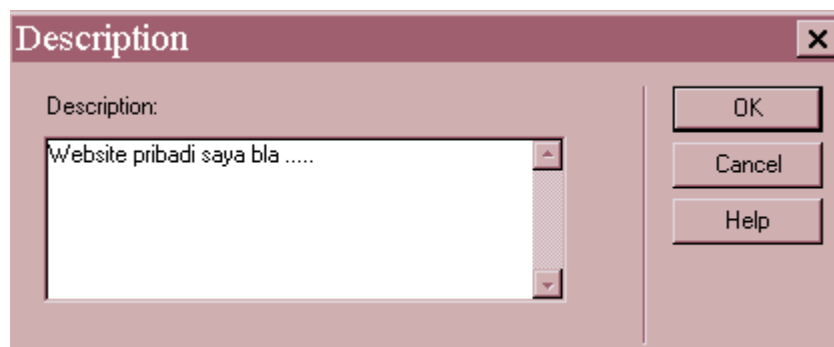 Description
Description:
OK
Website pribadi saya bla .....
Cancel
Help